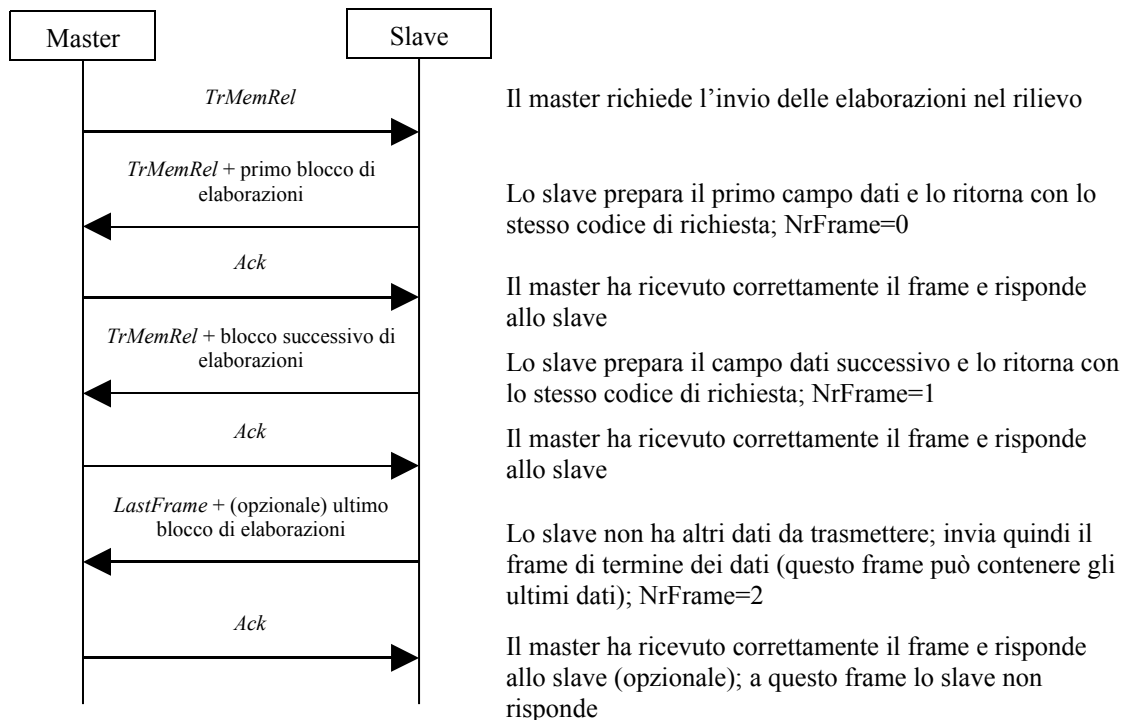 Master
Slave
TrMemRel
Il master richiede l’invio delle elaborazioni nel rilievo
TrMemRel + primo blocco di
elaborazioni
Lo slave prepara il primo campo dati e lo ritorna con lo
stesso codice di richiesta; NrFrame=0
Ack
Il master ha ricevuto correttamente il frame e risponde
allo slave
TrMemRel + blocco successivo di
elaborazioni
Lo slave prepara il campo dati successivo e lo ritorna con
lo stesso codice di richiesta; NrFrame=1
Ack
Il master ha ricevuto correttamente il frame e risponde
allo slave
LastFrame + (opzionale) ultimo
blocco di elaborazioni
Lo slave non ha altri dati da trasmettere; invia quindi il
frame di termine dei dati (questo frame può contenere gli
ultimi dati); NrFrame=2
Ack
Il master ha ricevuto correttamente il frame e risponde
allo slave (opzionale); a questo frame lo slave non
risponde